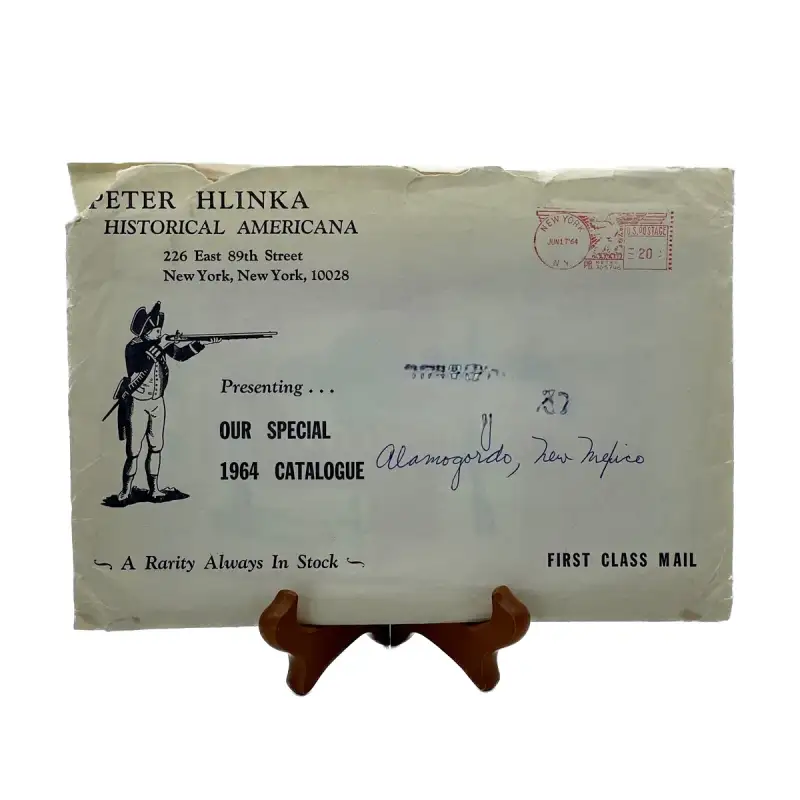 PETER HLINKA
HISTORICAL AMERICANA
226 East 89th Street
New York, New York, 10028
NEW YORK
JUN 17 '64
N.Y.
U.S. POSTAGE
20
Presenting . . .
OUR SPECIAL
1964 CATALOGUE
Alamogordo, New Mexico
A Rarity Always In Stock
FIRST CLASS MAIL